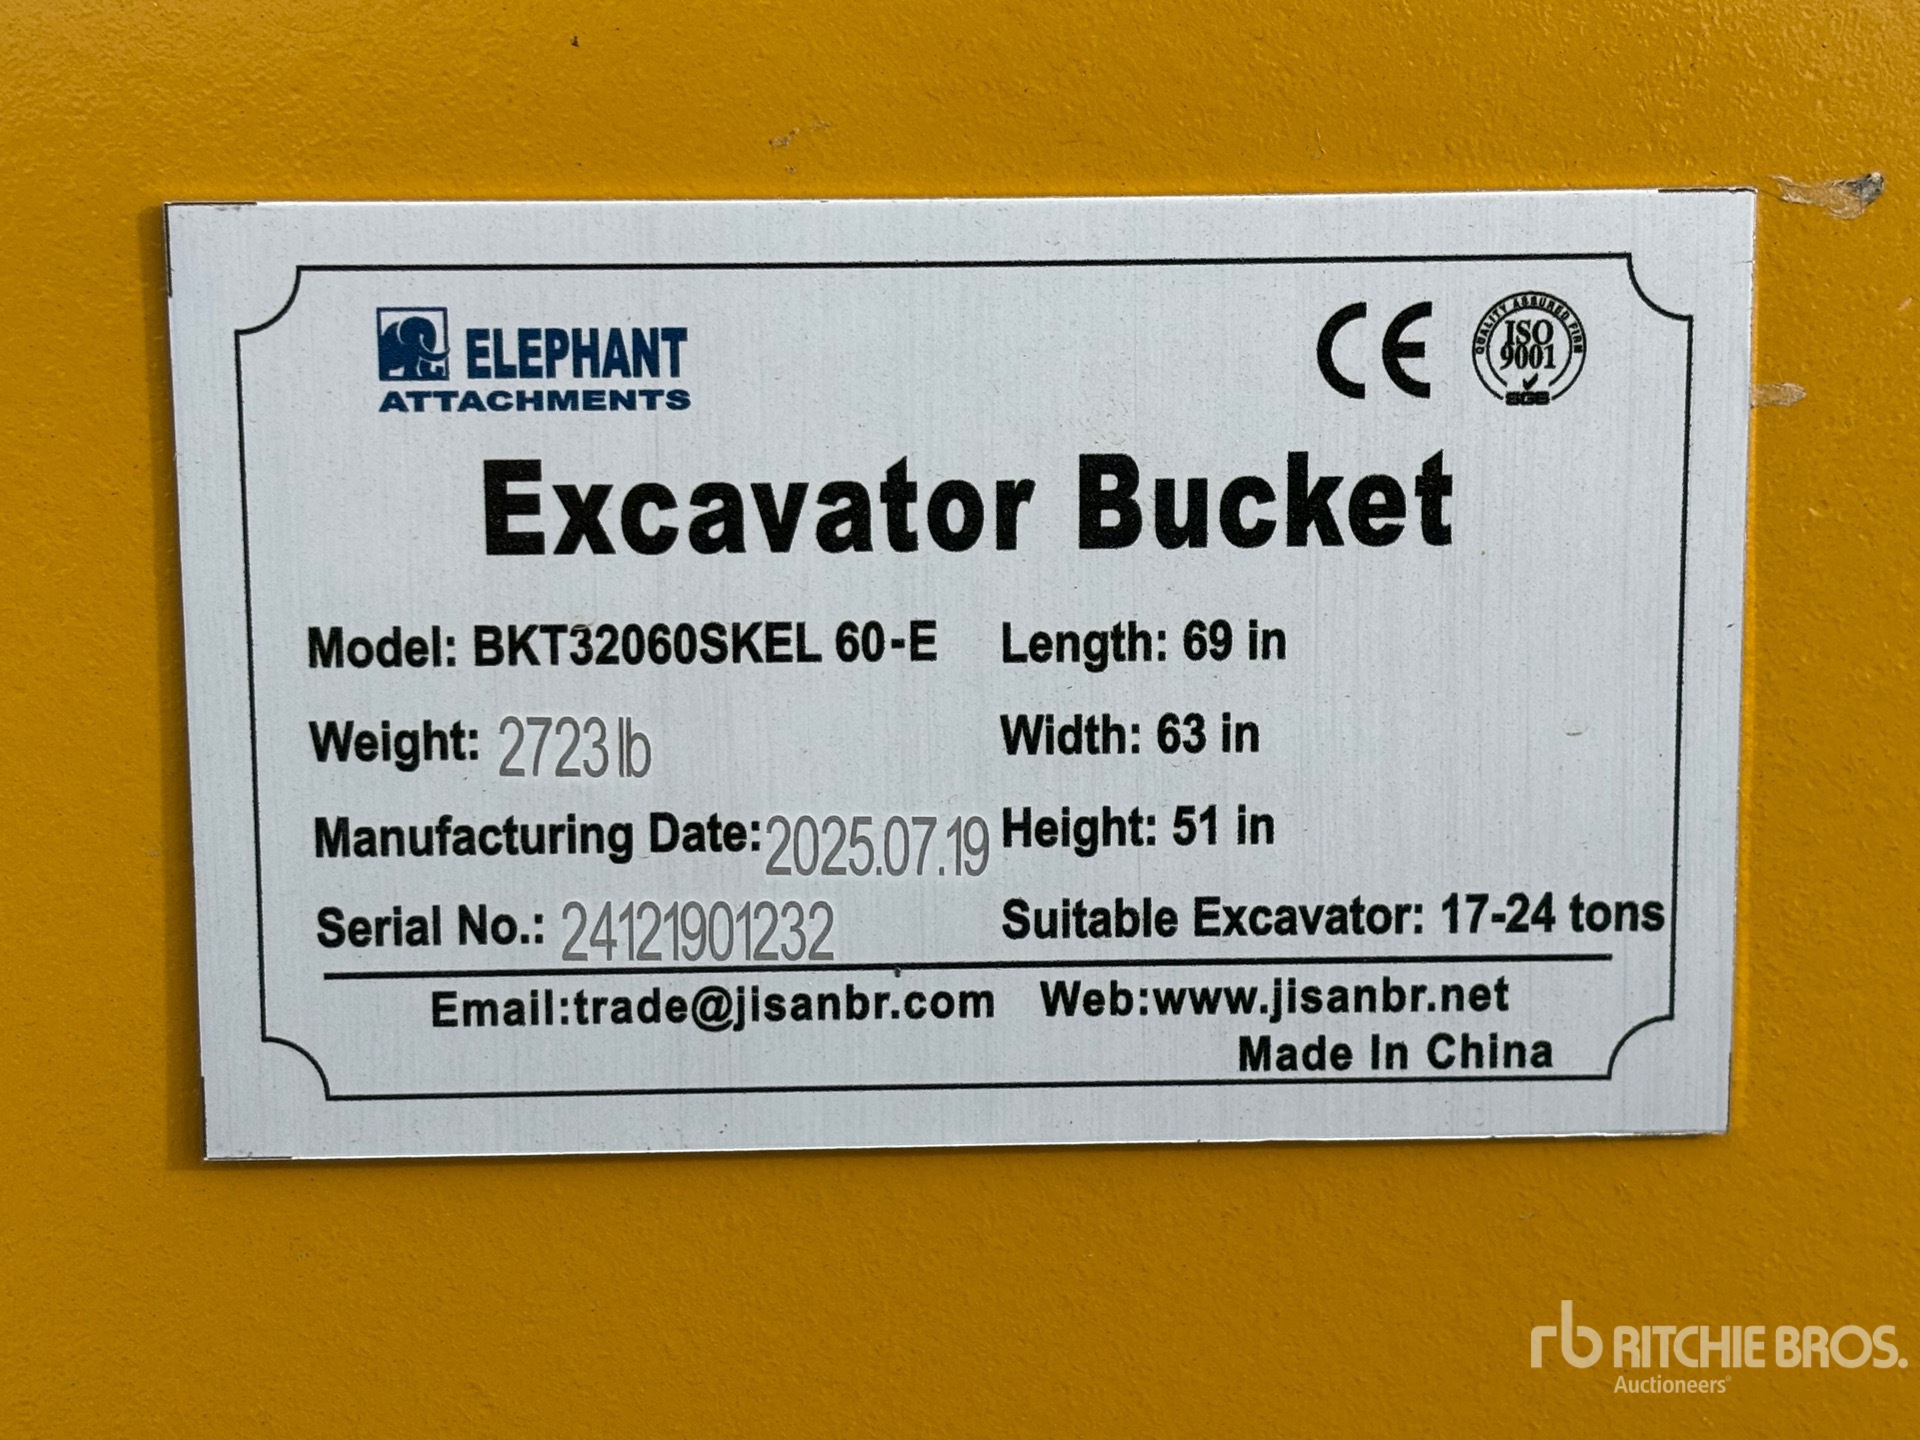 ELEPHANT
ATTACHMENTS
CE
QUALITY ASSURED FIRM
ISO
9001
SGS
Excavator Bucket
Model: BKT32060SKEL 60-E
Length: 69 in
Weight: 2723lb
Width: 63 in
Manufacturing Date: 2025.07.19
Height: 51 in
Serial No.: 24121901232
Suitable Excavator: 17-24 tons
Email:trade@jisanbr.com Web:www.jisanbr.net
Made In China
rb RITCHIE BROS.
Auctioneers